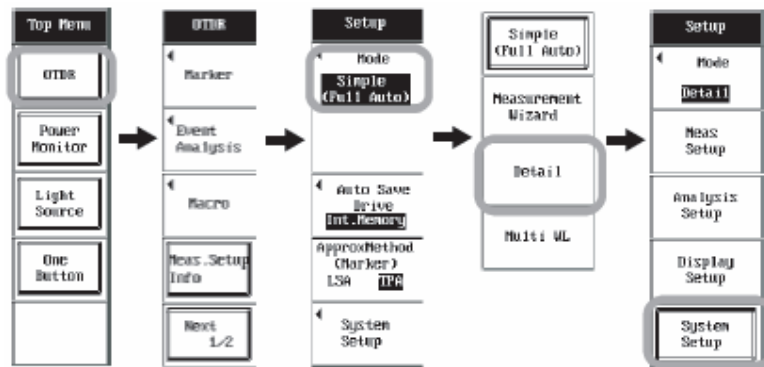 Top Menu
OTDR
Power
Monitor
Light
Source
One
Button
OTDR
Marker
Event
Analysis
Macro
Meas.Setup
Info
Next
1/2
Setup
Mode
Simple
(Full Auto)
Auto Save
Drive
Int.Memory
ApproxMethod
(Marker)
LSA TPA
System
Setup
Simple
(Full Auto)
Measurement
Wizard
Detail
Multi WL
Setup
Mode
Detail
Meas
Setup
Analysis
Setup
Display
Setup
System
Setup